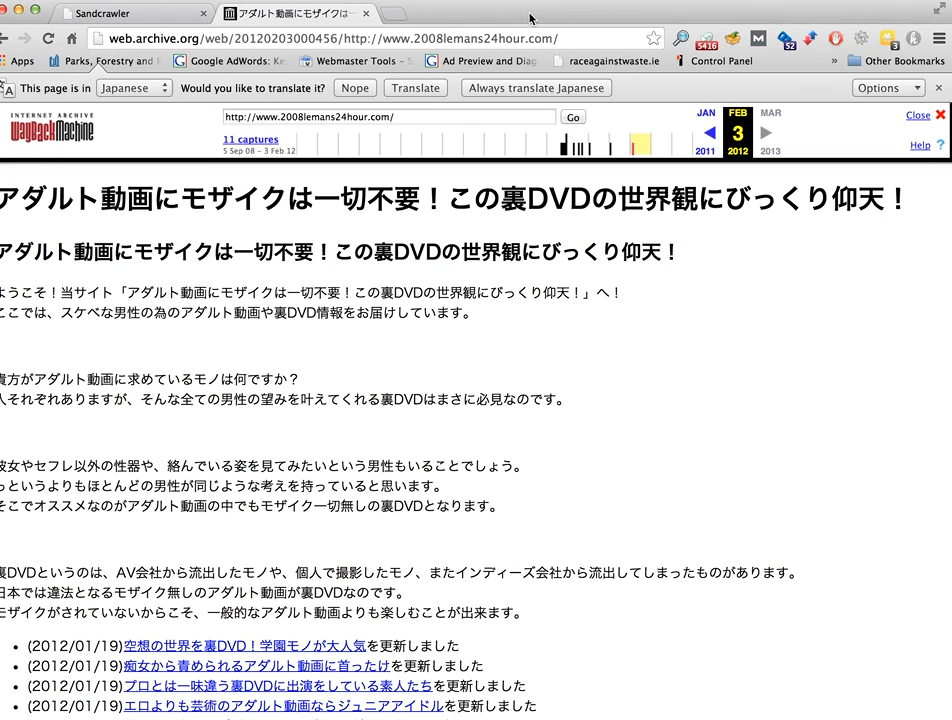 Sandcrawler
アダルト動画にモザイクは一
web.archive.org/web/20120203000456/http://www.2008lemans24hour.com/
5416
52
3
Apps
Parks, Forestry and
Google AdWords: Ke
Webmaster Tools -
Ad Preview and Diag
raceagainstwaste.ie
Control Panel
»
Other Bookmarks
This page is in
Japanese
Would you like to translate it?
Nope
Translate
Always translate Japanese
Options
INTERNET ARCHIVE
WayBackMachine
http://www.2008lemans24hour.com/
Go
11 captures
5 Sep 08 – 3 Feb 12
JAN
FEB
MAR
3
2011
2012
2013
Close
Help ?
アダルト動画にモザイクは一切不要！この裏DVDの世界観にびっくり仰天！
アダルト動画にモザイクは一切不要！この裏DVDの世界観にびっくり仰天！
ようこそ！当サイト「アダルト動画にモザイクは一切不要！この裏DVDの世界観にびっくり仰天！」へ！
ここでは、スケベな男性の為のアダルト動画や裏DVD情報をお届けしています。
貴方がアダルト動画に求めているモノは何ですか？
人それぞれありますが、そんな全ての男性の望みを叶えてくれる裏DVDはまさに必見なのです。
彼女やセフレ以外の性器や、絡んでいる姿を見てみたいという男性もいることでしょう。
っというよりもほとんどの男性が同じような考えを持っていると思います。
そこでオススメなのがアダルト動画の中でもモザイク一切無しの裏DVDとなります。
裏DVDというのは、AV会社から流出したモノや、個人で撮影したモノ、またインディーズ会社から流出してしまったものがあります。
日本では違法となるモザイク無しのアダルト動画が裏DVDなのです。
モザイクがされていないからこそ、一般的なアダルト動画よりも楽しむことが出来ます。
• (2012/01/19)空想の世界を裏DVD！学園モノが大人気を更新しました
• (2012/01/19)痴女から責められるアダルト動画に首ったけを更新しました
• (2012/01/19)プロとは一味違う裏DVDに出演をしている素人たちを更新しました
• (2012/01/19)エロよりも芸術のアダルト動画ならジュニアアイドルを更新しました